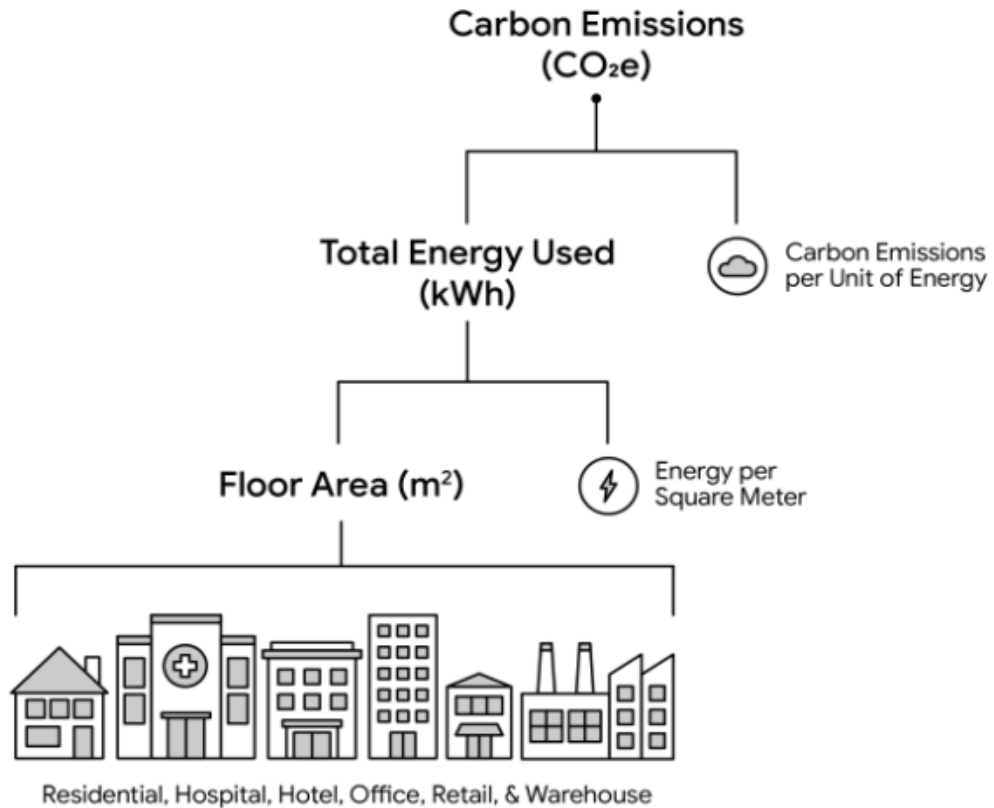 Carbon Emissions
(CO₂e)
Total Energy Used
(kWh)
Carbon Emissions
per Unit of Energy
Floor Area (m²)
Energy per
Square Meter
Residential, Hospital, Hotel, Office, Retail, & Warehouse